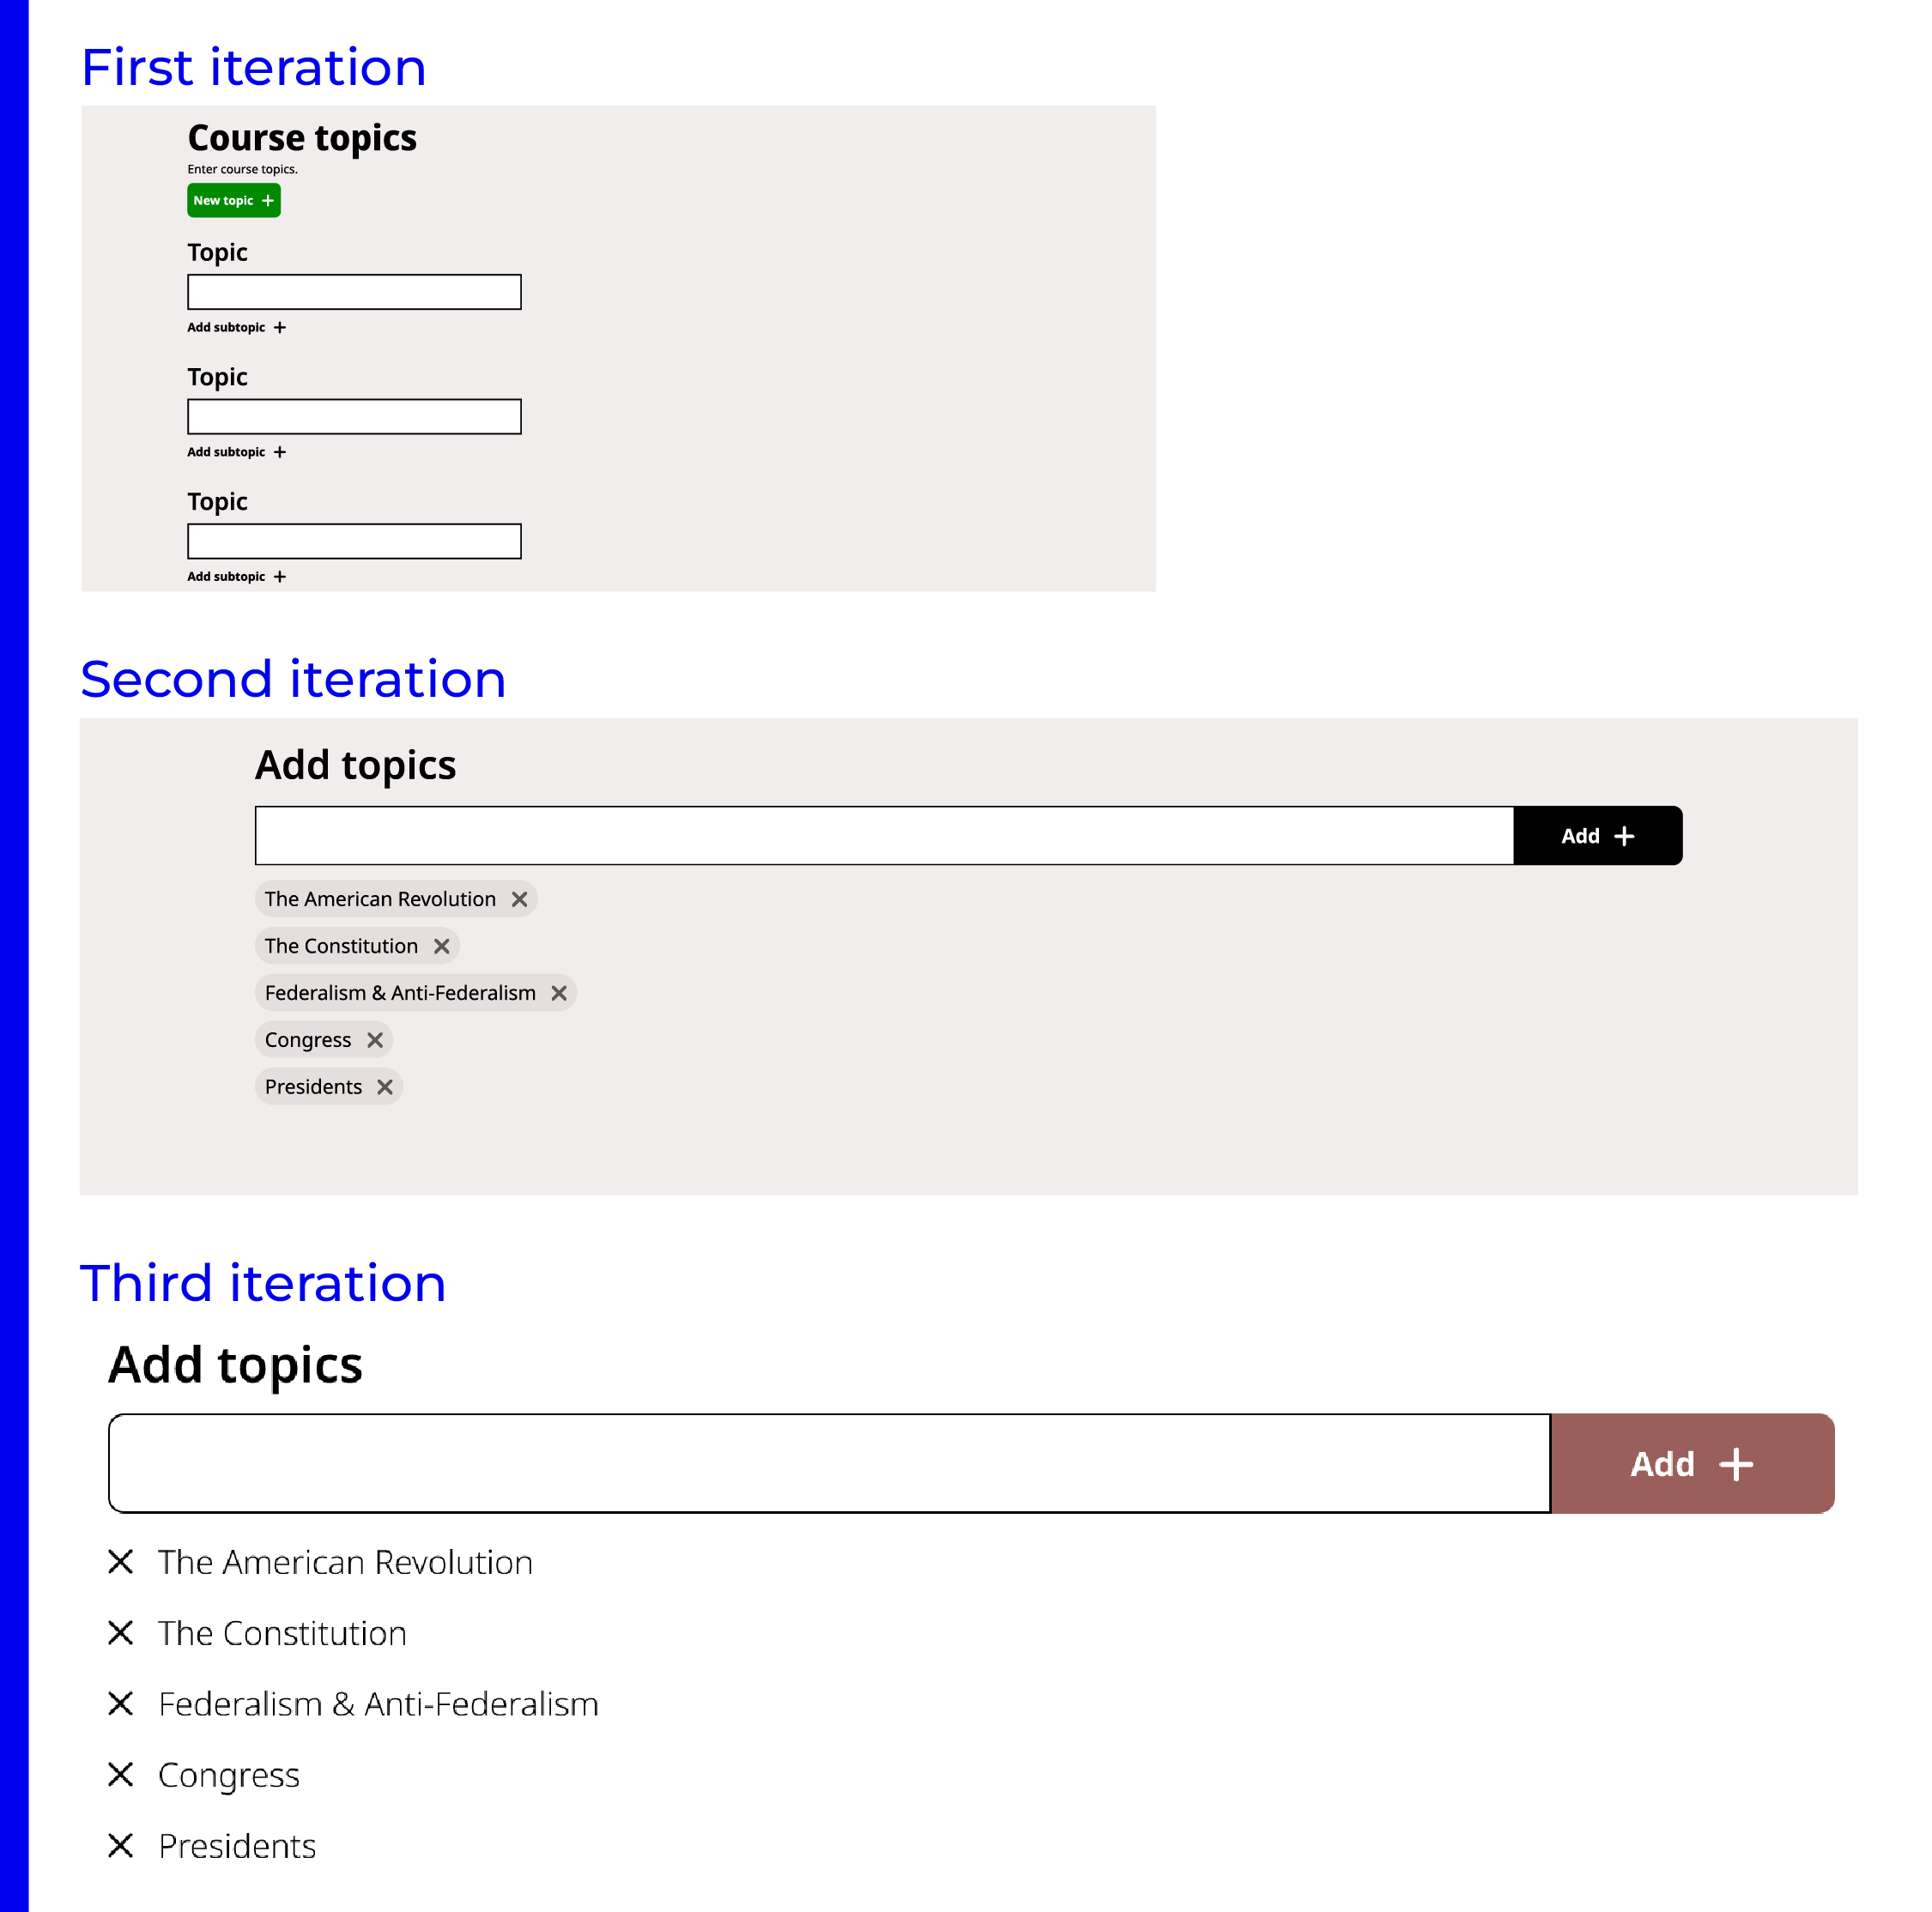 First iteration
Course topics
Enter course topics.
New topic +
Topic
Add subtopic +
Topic
Add subtopic +
Topic
Add subtopic +
Second iteration
Add topics
Add +
The American Revolution ×
The Constitution ×
Federalism & Anti-Federalism ×
Congress ×
Presidents ×
Third iteration
Add topics
Add +
× The American Revolution
× The Constitution
× Federalism & Anti-Federalism
× Congress
× Presidents